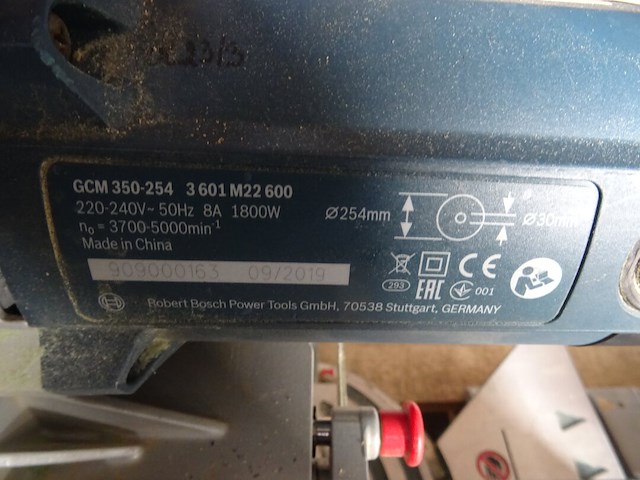 GCM 350-254 3 601 M22 600
220-240V~ 50Hz 8A 1800W
n₀ = 3700-5000min⁻¹
Made in China
909000163 09/2019
Ø254mm
Ø30mm
CE
293 EAC 001
Robert Bosch Power Tools GmbH, 70538 Stuttgart, GERMANY